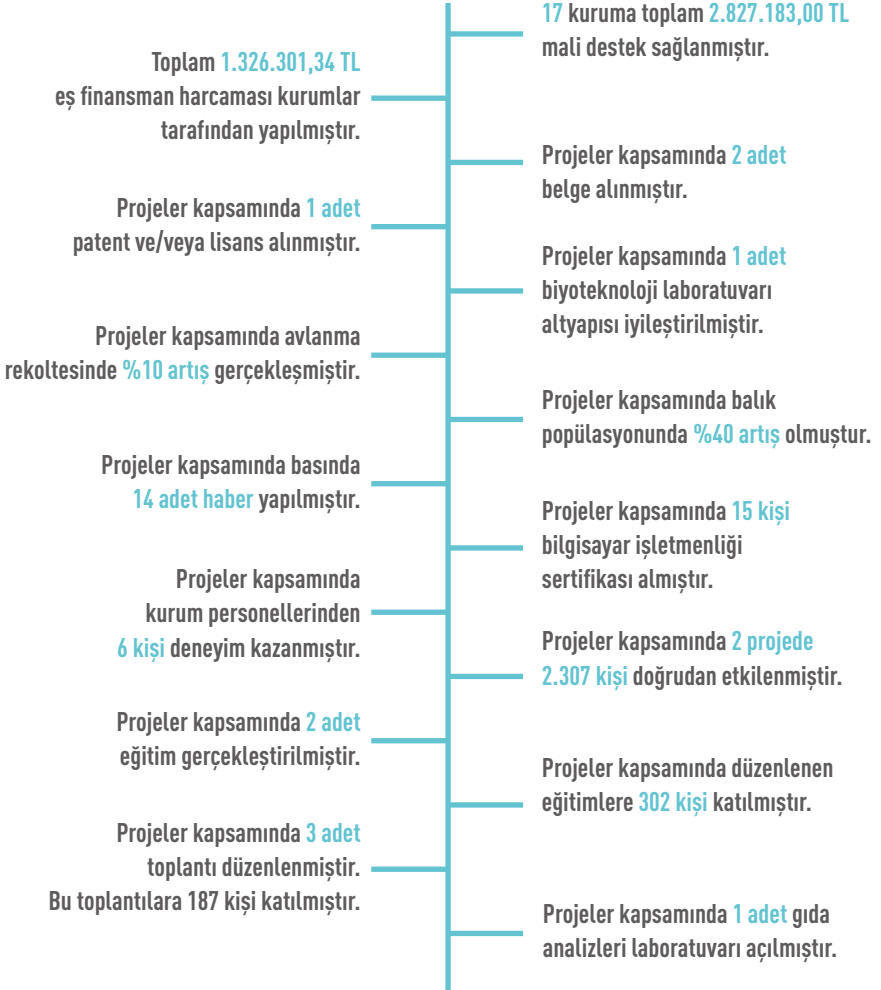 17 kuruma toplam 2.827.183,00 TL
mali destek sağlanmıştır.
Toplam 1.326.301,34 TL
eş finansman harcaması kurumlar
tarafından yapılmıştır.
Projeler kapsamında 2 adet
belge alınmıştır.
Projeler kapsamında 1 adet
patent ve/veya lisans alınmıştır.
Projeler kapsamında 1 adet
biyoteknoloji laboratuvarı
altyapısı iyileştirilmiştir.
Projeler kapsamında avlanma
rekoltesinde %10 artış gerçekleşmiştir.
Projeler kapsamında balık
popülasyonunda %40 artış olmuştur.
Projeler kapsamında basında
14 adet haber yapılmıştır.
Projeler kapsamında 15 kişi
bilgisayar işletmenliği
sertifikası almıştır.
Projeler kapsamında
kurum personellerinden
6 kişi deneyim kazanmıştır.
Projeler kapsamında 2 projede
2.307 kişi doğrudan etkilenmiştir.
Projeler kapsamında 2 adet
eğitim gerçekleştirilmiştir.
Projeler kapsamında düzenlenen
eğitimlere 302 kişi katılmıştır.
Projeler kapsamında 3 adet
toplantı düzenlenmiştir.
Bu toplantılara 187 kişi katılmıştır.
Projeler kapsamında 1 adet gıda
analizleri laboratuvarı açılmıştır.